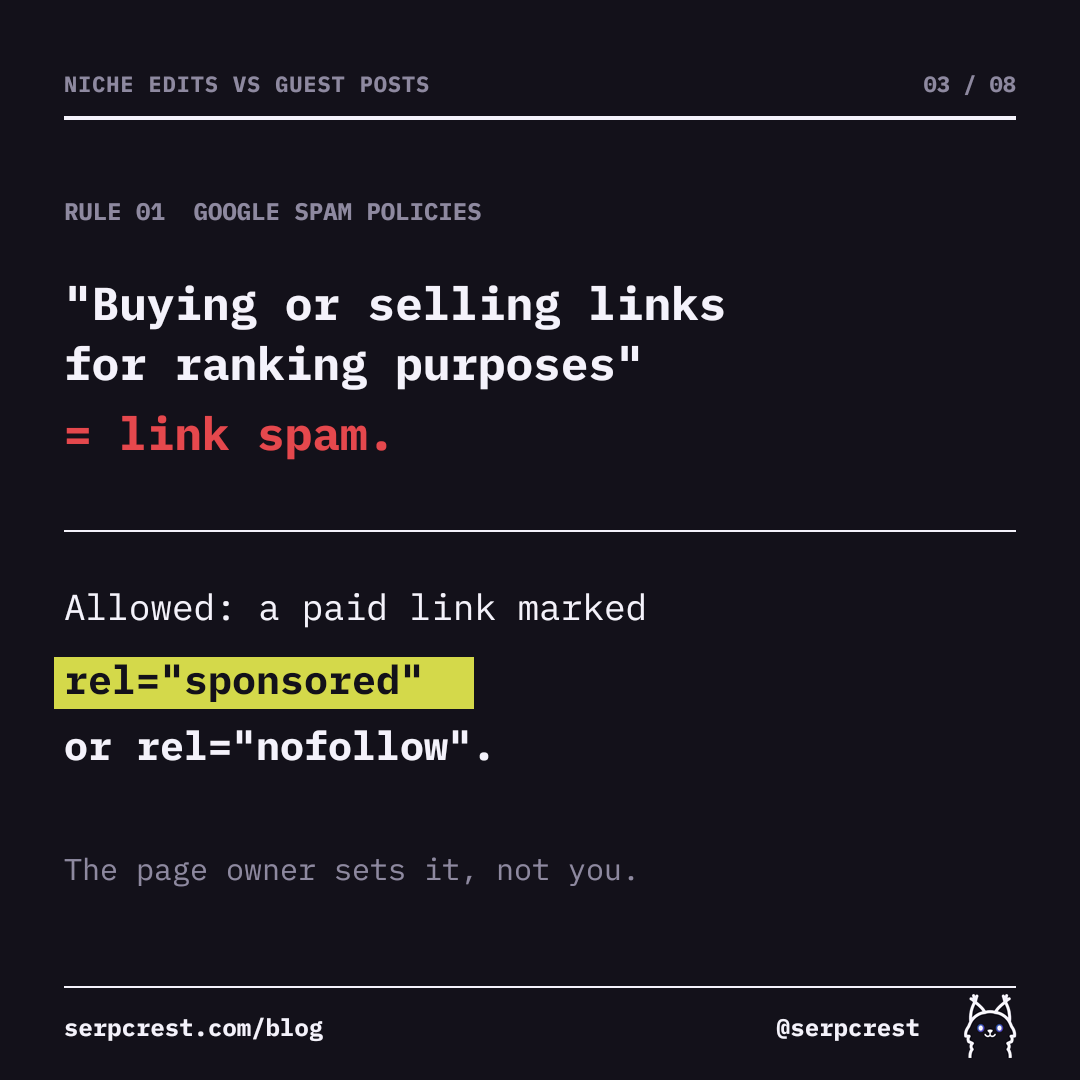 NICHE EDITS VS GUEST POSTS
03 / 08
RULE 01  GOOGLE SPAM POLICIES
"Buying or selling links
for ranking purposes"
= link spam.
Allowed: a paid link marked
rel="sponsored"
or rel="nofollow".
The page owner sets it, not you.
serpcrest.com/blog
@serpcrest